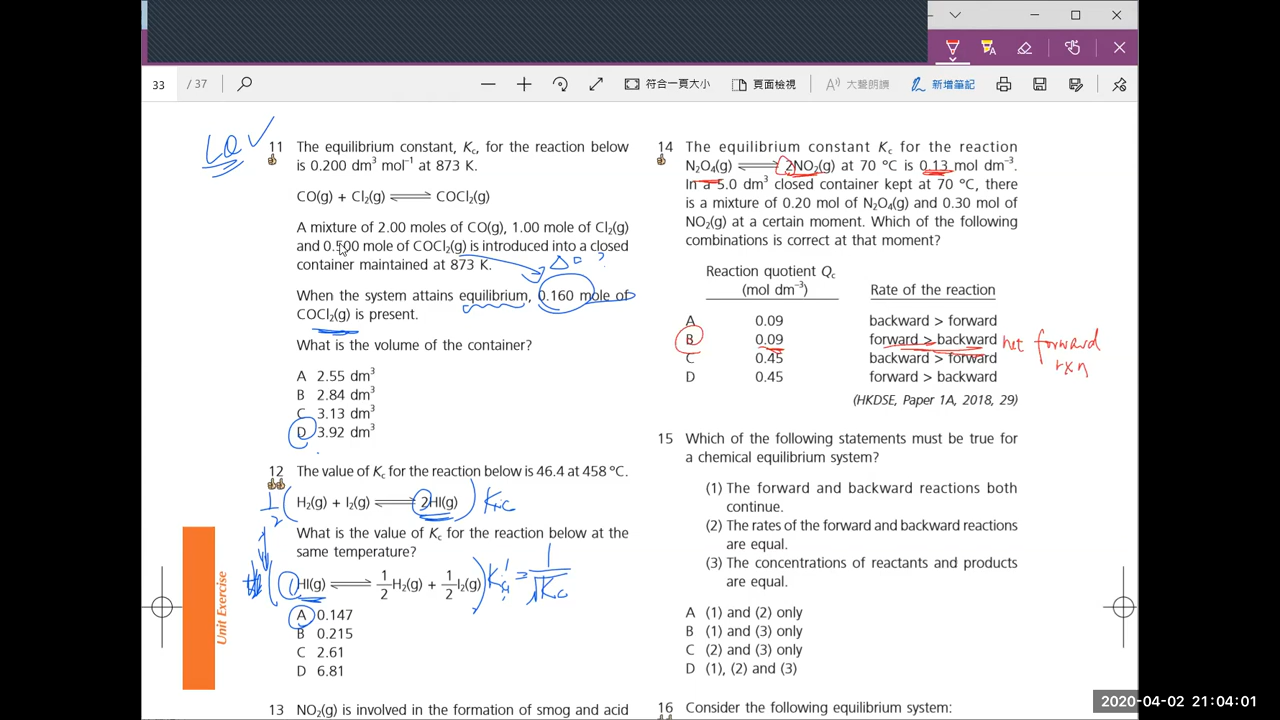 33 / 37 符合一頁大小 頁面檢視 大聲朗讀 新增筆記
LQ
11 The equilibrium constant, Kc, for the reaction below
is 0.200 dm³ mol⁻¹ at 873 K.
CO(g) + Cl₂(g) ⇌ COCl₂(g)
A mixture of 2.00 moles of CO(g), 1.00 mole of Cl₂(g)
and 0.500 mole of COCl₂(g) is introduced into a closed
container maintained at 873 K.
When the system attains equilibrium, 0.160 mole of
COCl₂(g) is present.
What is the volume of the container?
A 2.55 dm³
B 2.84 dm³
C 3.13 dm³
D 3.92 dm³
12 The value of Kc for the reaction below is 46.4 at 458 °C.
½( H₂(g) + I₂(g) ⇌ 2HI(g) ) Kc
What is the value of Kc for the reaction below at the
same temperature?
( HI(g) ⇌ ½H₂(g) + ½I₂(g) ) Kc' = 1/√Kc
A 0.147
B 0.215
C 2.61
D 6.81
13 NO₂(g) is involved in the formation of smog and acid
Unit Exercise
14 The equilibrium constant Kc for the reaction
N₂O₄(g) ⇌ 2NO₂(g) at 70 °C is 0.13 mol dm⁻³.
In a 5.0 dm³ closed container kept at 70 °C, there
is a mixture of 0.20 mol of N₂O₄(g) and 0.30 mol of
NO₂(g) at a certain moment. Which of the following
combinations is correct at that moment?
Reaction quotient Qc
(mol dm⁻³) Rate of the reaction
A 0.09 backward > forward
B 0.09 forward > backward net forward rxn
C 0.45 backward > forward
D 0.45 forward > backward
(HKDSE, Paper 1A, 2018, 29)
15 Which of the following statements must be true for
a chemical equilibrium system?
(1) The forward and backward reactions both
continue.
(2) The rates of the forward and backward reactions
are equal.
(3) The concentrations of reactants and products
are equal.
A (1) and (2) only
B (1) and (3) only
C (2) and (3) only
D (1), (2) and (3)
16 Consider the following equilibrium system:
2020-04-02 21:04:01